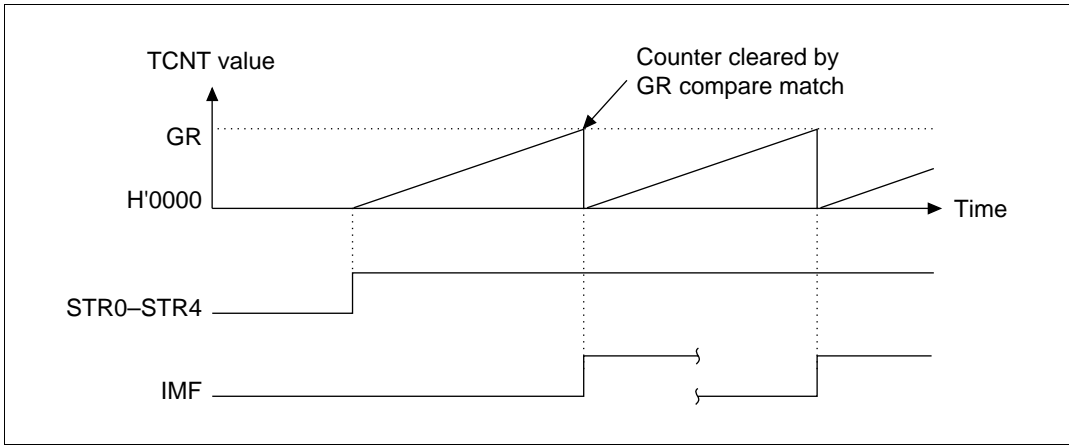 TCNT value
Counter cleared by
GR compare match
GR
H'0000
Time
STR0–STR4
IMF